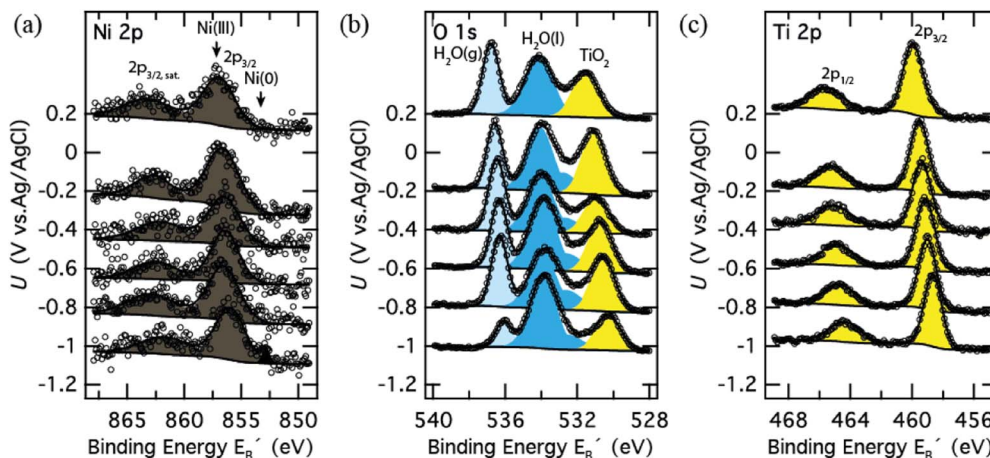 (a)
Ni 2p
Ni(III)
2p3/2
2p3/2, sat.
Ni(0)
0.2
0
-0.2
-0.4
-0.6
-0.8
-1
-1.2
U (V vs.Ag/AgCl)
865
860
855
850
Binding Energy EB´ (eV)
(b)
O 1s
H2O(g)
H2O(l)
TiO2
0.2
0
-0.2
-0.4
-0.6
-0.8
-1
-1.2
U (V vs.Ag/AgCl)
540
536
532
528
Binding Energy EB´ (eV)
(c)
Ti 2p
2p3/2
2p1/2
0.2
0
-0.2
-0.4
-0.6
-0.8
-1
-1.2
U (V vs.Ag/AgCl)
468
464
460
456
Binding Energy EB´ (eV)